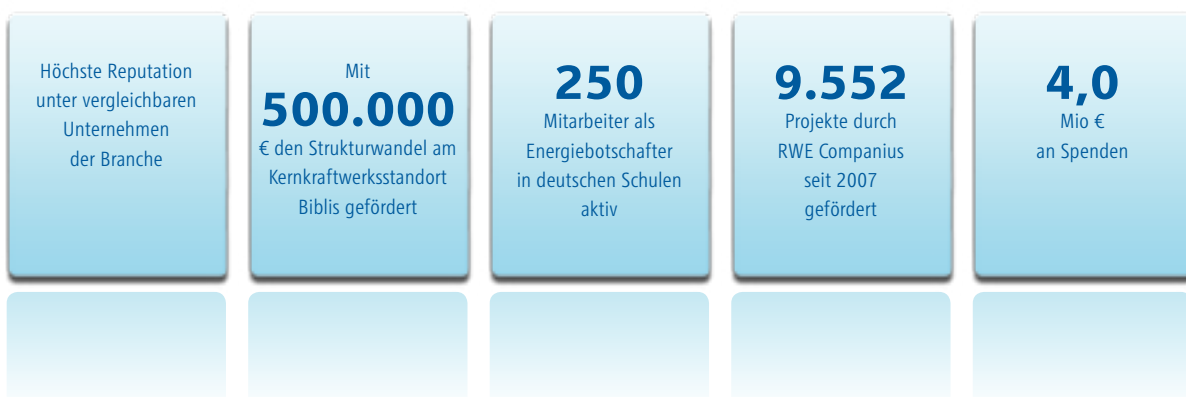 Höchste Reputation
unter vergleichbaren
Unternehmen
der Branche
Mit
500.000
€ den Strukturwandel am
Kernkraftwerksstandort
Biblis gefördert
250
Mitarbeiter als
Energiebotschafter
in deutschen Schulen
aktiv
9.552
Projekte durch
RWE Companius
seit 2007
gefördert
4,0
Mio €
an Spenden